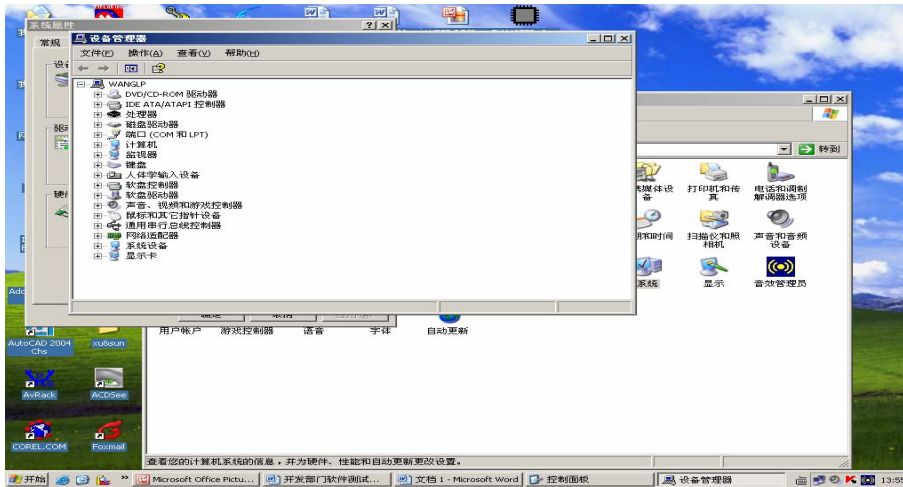 系统属性
常规
设备管理器
文件(F) 操作(A) 查看(V) 帮助(H)
WANGLP
DVD/CD-ROM 驱动器
IDE ATA/ATAPI 控制器
处理器
磁盘驱动器
端口 (COM 和 LPT)
计算机
监视器
键盘
人体学输入设备
软盘控制器
软盘驱动器
声音、视频和游戏控制器
鼠标和其它指针设备
通用串行总线控制器
网络适配器
系统设备
显示卡
转到
打印机和传真
电话和调制解调器选项
扫描仪和照相机
声音和音频设备
系统
显示
音效管理员
用户帐户 游戏控制器 语音 字体 自动更新
AutoCAD 2004 Chs
xu8sun
AvRack
ACDSee
COREL.COM
Foxmail
查看您的计算机系统的信息，并为硬件、性能和自动更新更改设置。
开始
Microsoft Office Pictu...
开发部门软件测试...
文档 1 - Microsoft Word
控制面板
设备管理器
13:55